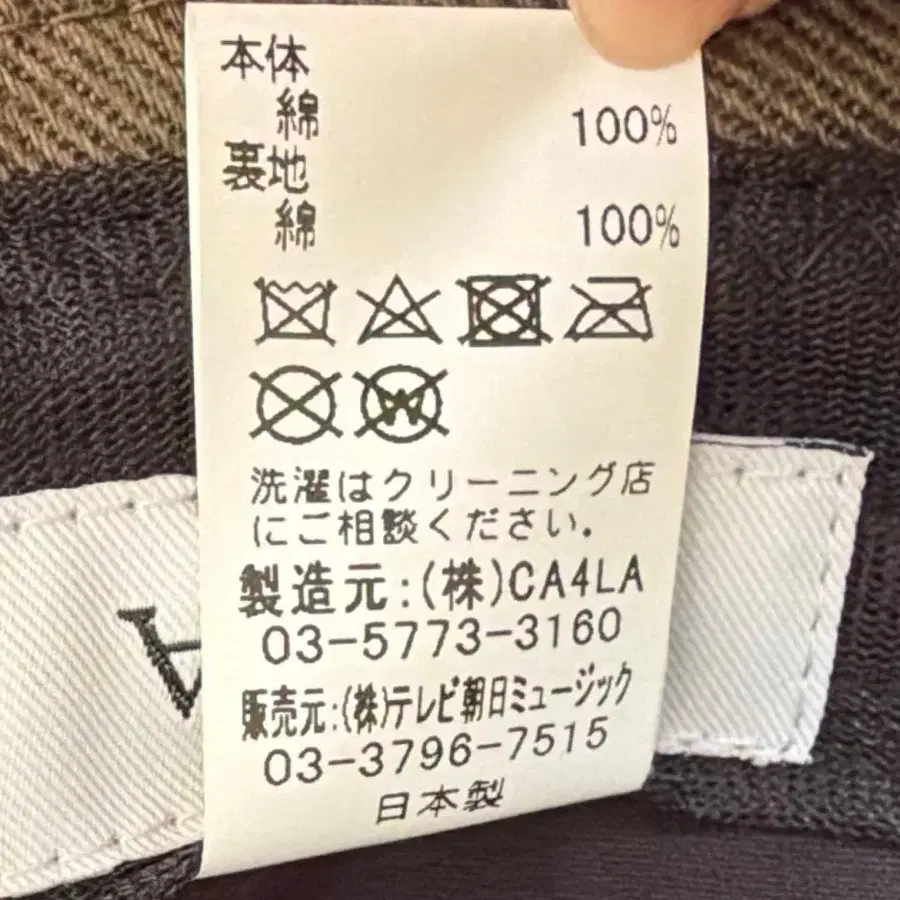 本体
綿 100%
裏地
綿 100%
W
洗濯はクリーニング店
にご相談ください.
製造元:(株)CA4LA
03-5773-3160
販売元:(株)テレビ朝日ミュージック
03-3796-7515
日本製